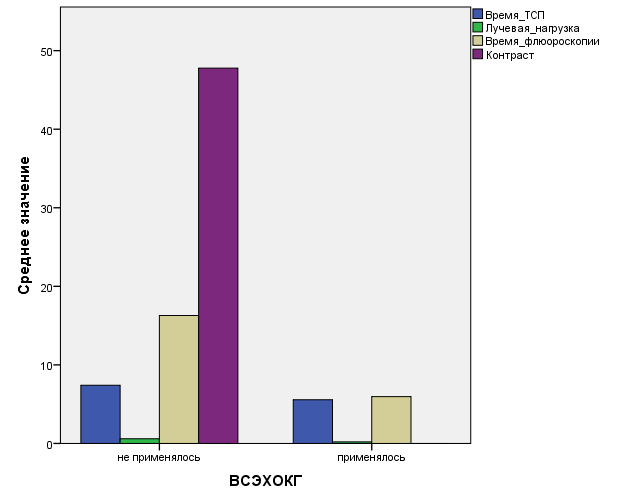 Время_ТСП
Лучевая_нагрузка
Время_флюороскопии
Контраст
Среднее значение
50
40
30
20
10
0
не применялось
применялось
ВСЭХОКГ